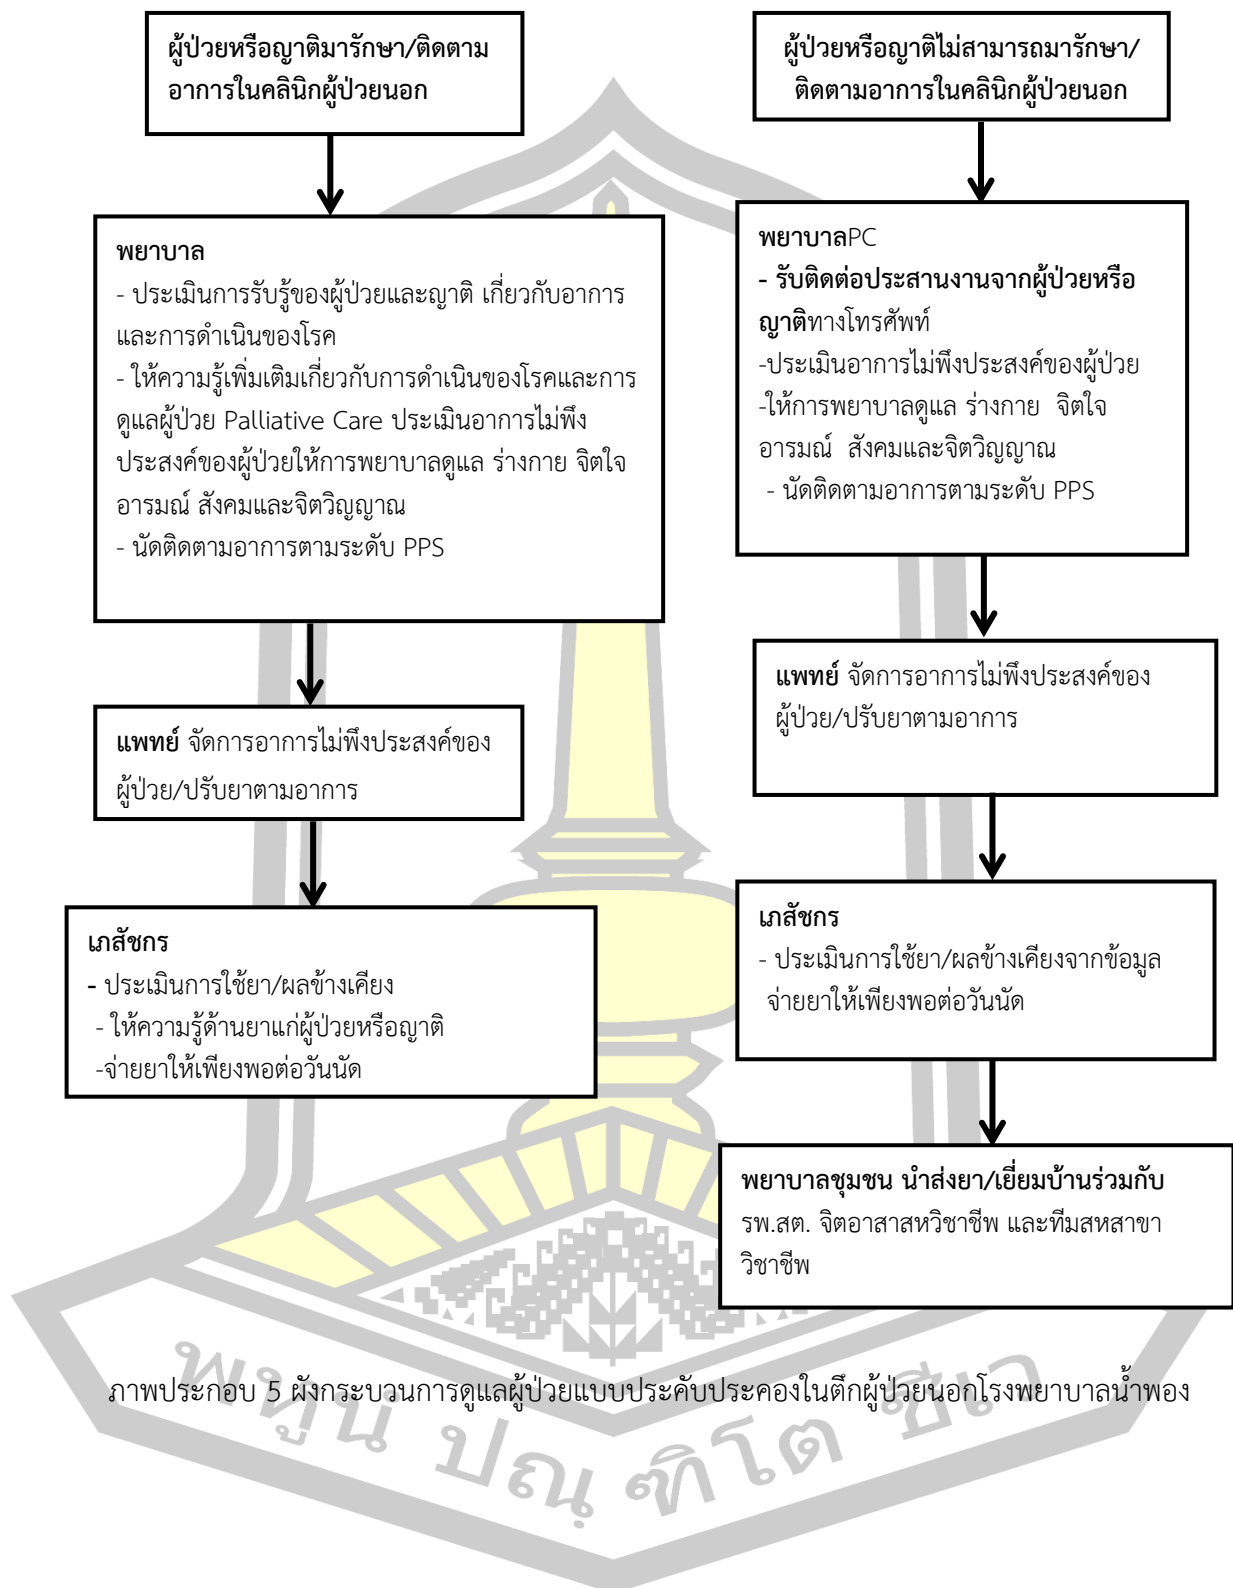 ผู้ป่วยหรือญาติมารักษา/ติดตาม
อาการในคลินิกผู้ป่วยนอก
พยาบาล
- ประเมินการรับรู้ของผู้ป่วยและญาติ เกี่ยวกับอาการ
และการดำเนินของโรค
- ให้ความรู้เพิ่มเติมเกี่ยวกับการดำเนินของโรคและการ
ดูแลผู้ป่วย Palliative Care ประเมินอาการไม่พึง
ประสงค์ของผู้ป่วยให้การพยาบาลดูแล ร่างกาย จิตใจ
อารมณ์ สังคมและจิตวิญญาณ
- นัดติดตามอาการตามระดับ PPS
แพทย์ จัดการอาการไม่พึงประสงค์ของ
ผู้ป่วย/ปรับยาตามอาการ
เภสัชกร
- ประเมินการใช้ยา/ผลข้างเคียง
- ให้ความรู้ด้านยาแก่ผู้ป่วยหรือญาติ
-จ่ายยาให้เพียงพอต่อวันนัด
ผู้ป่วยหรือญาติไม่สามารถมารักษา/
ติดตามอาการในคลินิกผู้ป่วยนอก
พยาบาลPC
- รับติดต่อประสานงานจากผู้ป่วยหรือ
ญาติทางโทรศัพท์
-ประเมินอาการไม่พึงประสงค์ของผู้ป่วย
-ให้การพยาบาลดูแล ร่างกาย จิตใจ
อารมณ์ สังคมและจิตวิญญาณ
- นัดติดตามอาการตามระดับ PPS
แพทย์ จัดการอาการไม่พึงประสงค์ของ
ผู้ป่วย/ปรับยาตามอาการ
เภสัชกร
- ประเมินการใช้ยา/ผลข้างเคียงจากข้อมูล
จ่ายยาให้เพียงพอต่อวันนัด
พยาบาลชุมชน นำส่งยา/เยี่ยมบ้านร่วมกับ
รพ.สต. จิตอาสาสหวิชาชีพ และทีมสหสาขา
วิชาชีพ
ภาพประกอบ 5 ผังกระบวนการดูแลผู้ป่วยแบบประคับประคองในตึกผู้ป่วยนอกโรงพยาบาลน้ำพอง
พหูนํ ปณฺฑิโต ชีเว